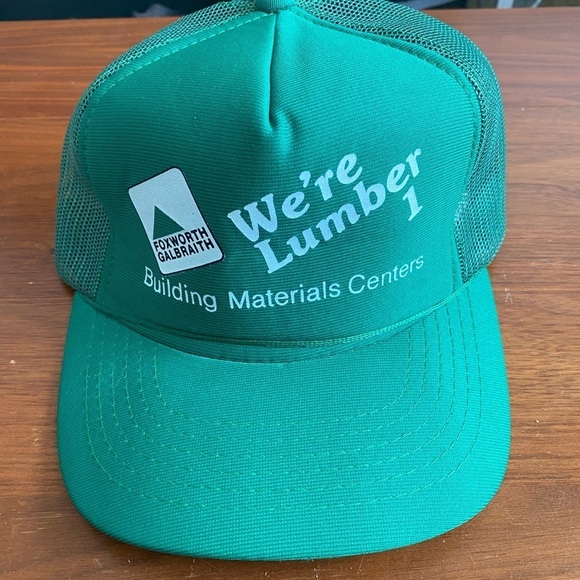 FOXWORTH
GALBRAITH
We're
Lumber
1
Building Materials Centers